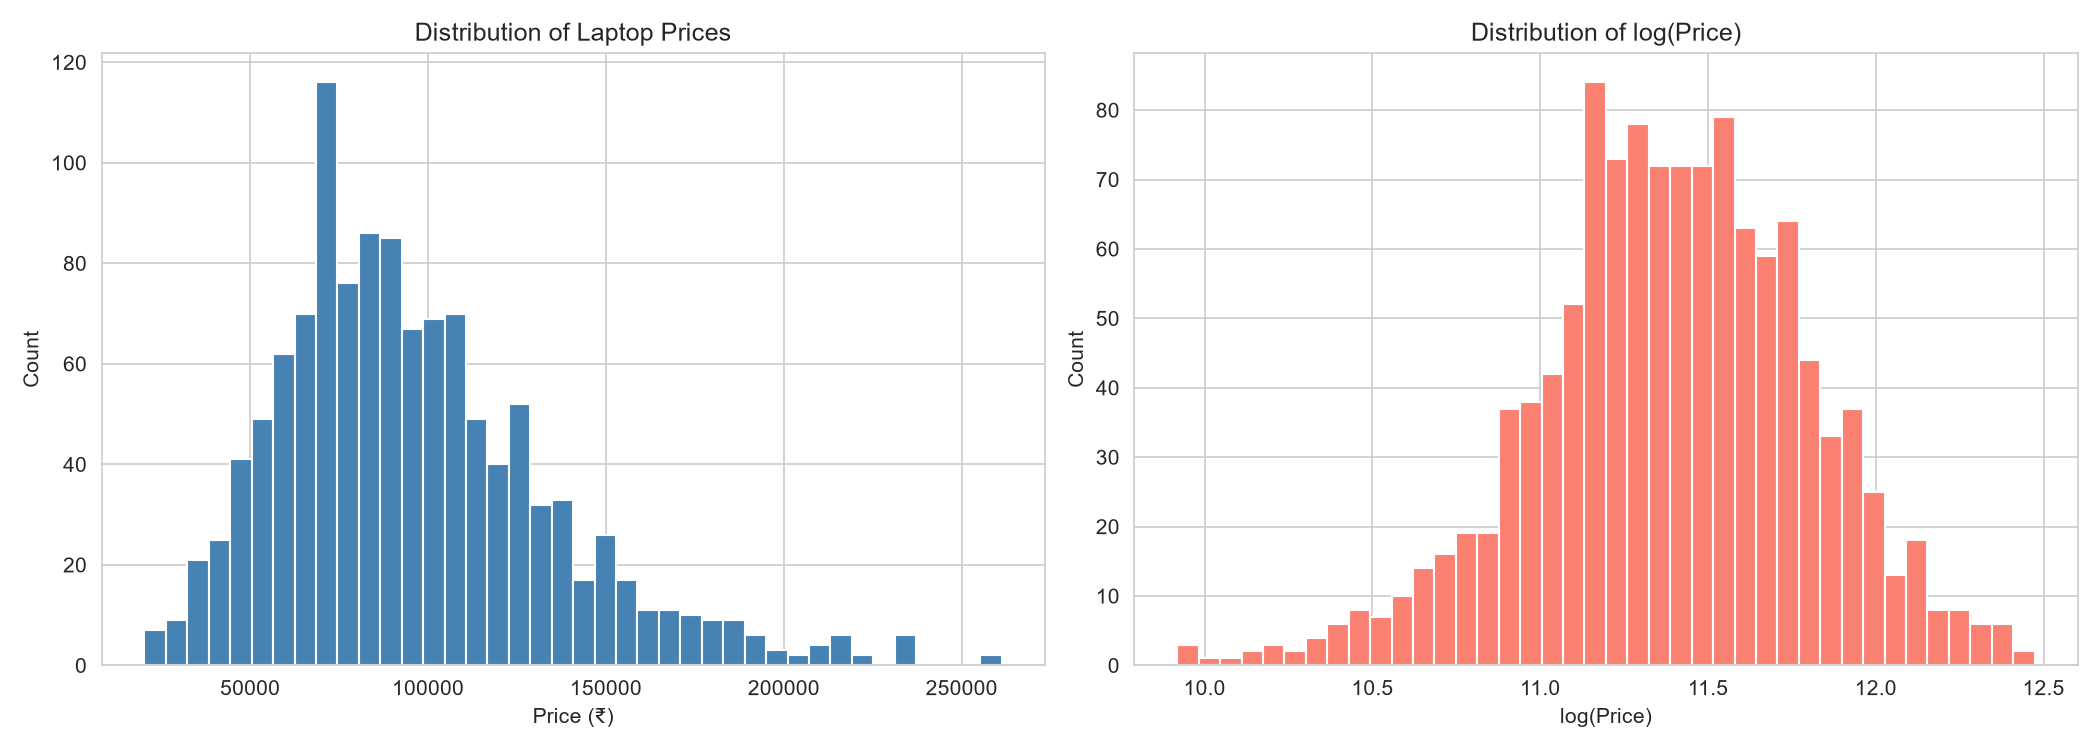 Distribution of Laptop Prices
120
100
80
60
40
20
0
Count
50000 100000 150000 200000 250000
Price (₹)
Distribution of log(Price)
80
70
60
50
40
30
20
10
0
Count
10.0 10.5 11.0 11.5 12.0 12.5
log(Price)